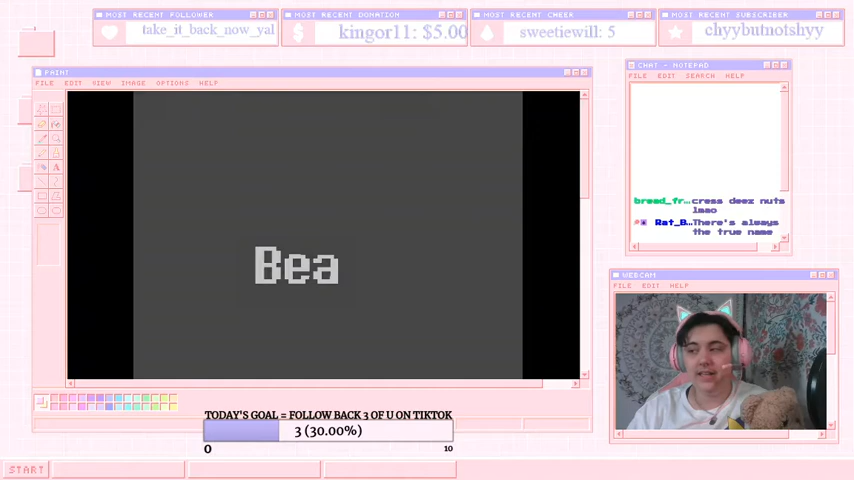 MOST RECENT FOLLOWER
take_it_back_now_yal
MOST RECENT DONATION
kingor11: $5.00
MOST RECENT CHEER
sweetiewill: 5
MOST RECENT SUBSCRIBER
chyybutnotshyy
PAINT
FILE EDIT VIEW IMAGE OPTIONS HELP
Bea
CHAT - NOTEPAD
FILE EDIT SEARCH HELP
bread_fr... cress deez nuts
lmao
Rat_B... There's always
the true name
WEBCAM
FILE EDIT HELP
TODAY'S GOAL = FOLLOW BACK 3 OF U ON TIKTOK
3 (30.00%)
0 10
START